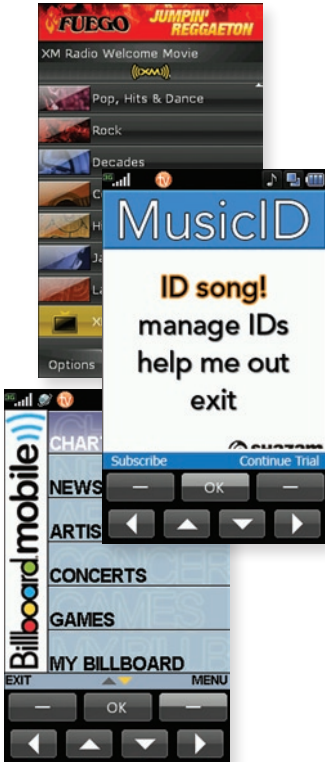 FUEGO JUMPIN' REGGAETON
XM Radio Welcome Movie
((XM))
Pop, Hits & Dance
Rock
Decades
Options
3G
MusicID
ID song!
manage IDs
help me out
exit
shazam
Subscribe Continue Trial
OK
3G
Billboard mobile
NEWS
CONCERTS
GAMES
MY BILLBOARD
EXIT MENU
OK